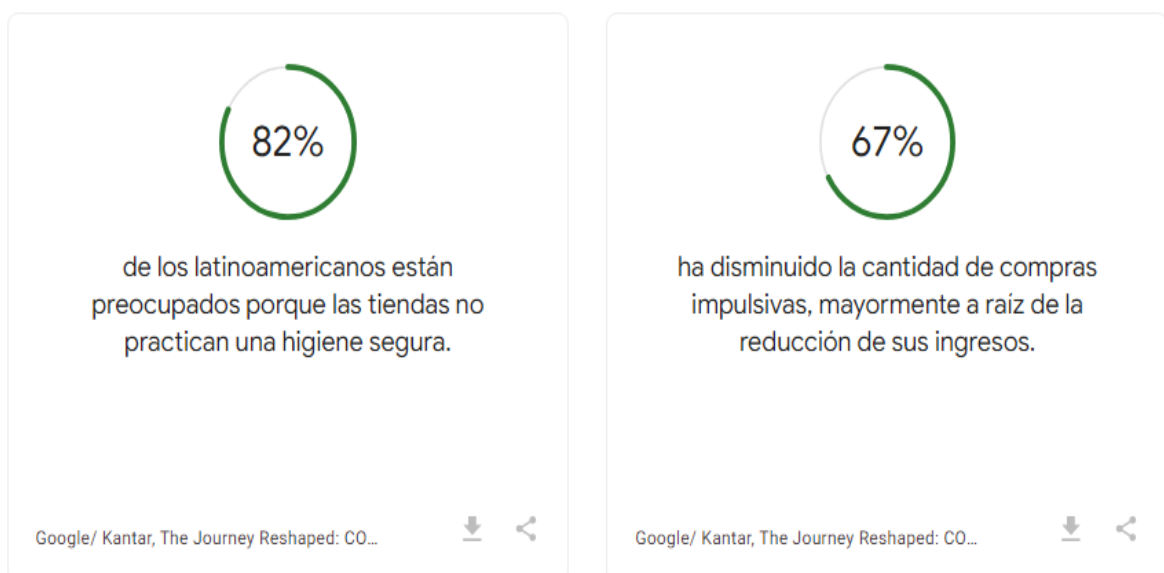 82%
de los latinoamericanos están
preocupados porque las tiendas no
practican una higiene segura.
Google/ Kantar, The Journey Reshaped: CO...
67%
ha disminuido la cantidad de compras
impulsivas, mayormente a raíz de la
reducción de sus ingresos.
Google/ Kantar, The Journey Reshaped: CO...